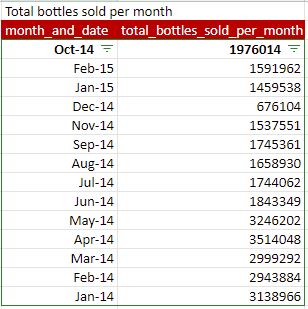 Total bottles sold per month
month_and_date total_bottles_sold_per_month
Oct-14 1976014
Feb-15 1591962
Jan-15 1459538
Dec-14 676104
Nov-14 1537551
Sep-14 1745361
Aug-14 1658930
Jul-14 1744062
Jun-14 1843349
May-14 3246202
Apr-14 3514048
Mar-14 2999292
Feb-14 2943884
Jan-14 3138966